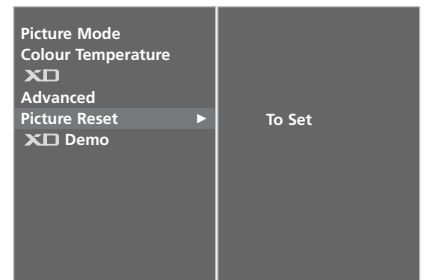 Picture Mode
Colour Temperature
XD
Advanced
Picture Reset ►
XD Demo
To Set